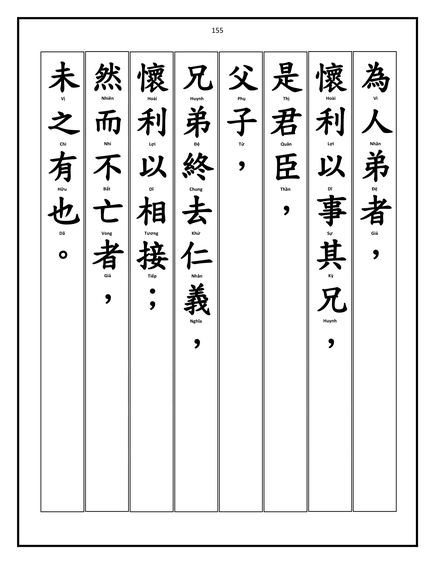 155
為人弟者，
Vi Nhân Đệ Giả
懷利以事其兄，
Hoài Lợi Dĩ Sự Kỳ Huynh
是君臣，
Thị Quân Thần
父子，
Phụ Tử
兄弟終去仁義，
Huynh Đệ Chung Khử Nhân Nghĩa
懷利以相接；
Hoài Lợi Dĩ Tương Tiếp
然而不亡者，
Nhiên Nhi Bất Vong Giả
未之有也。
Vị Chi Hữu Dã